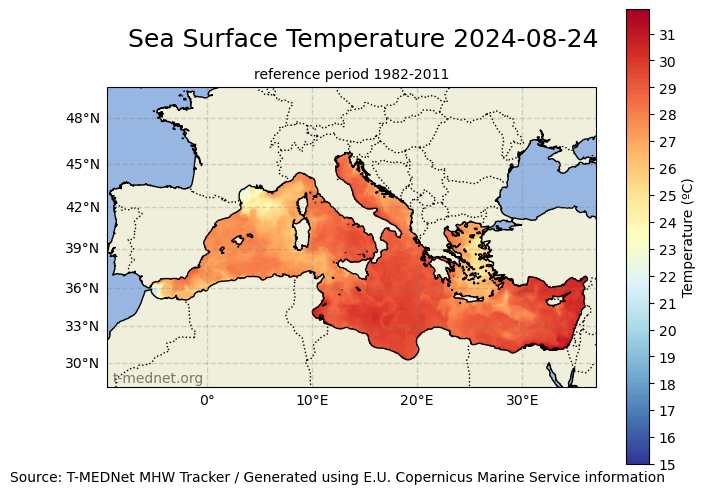 Sea Surface Temperature 2024-08-24
reference period 1982-2011
48°N
45°N
42°N
39°N
36°N
33°N
30°N
0°
10°E
20°E
30°E
t-mednet.org
31
30
29
28
27
26
25
24
23
22
21
20
19
18
17
16
15
Temperature (ºC)
Source: T-MEDNet MHW Tracker / Generated using E.U. Copernicus Marine Service information